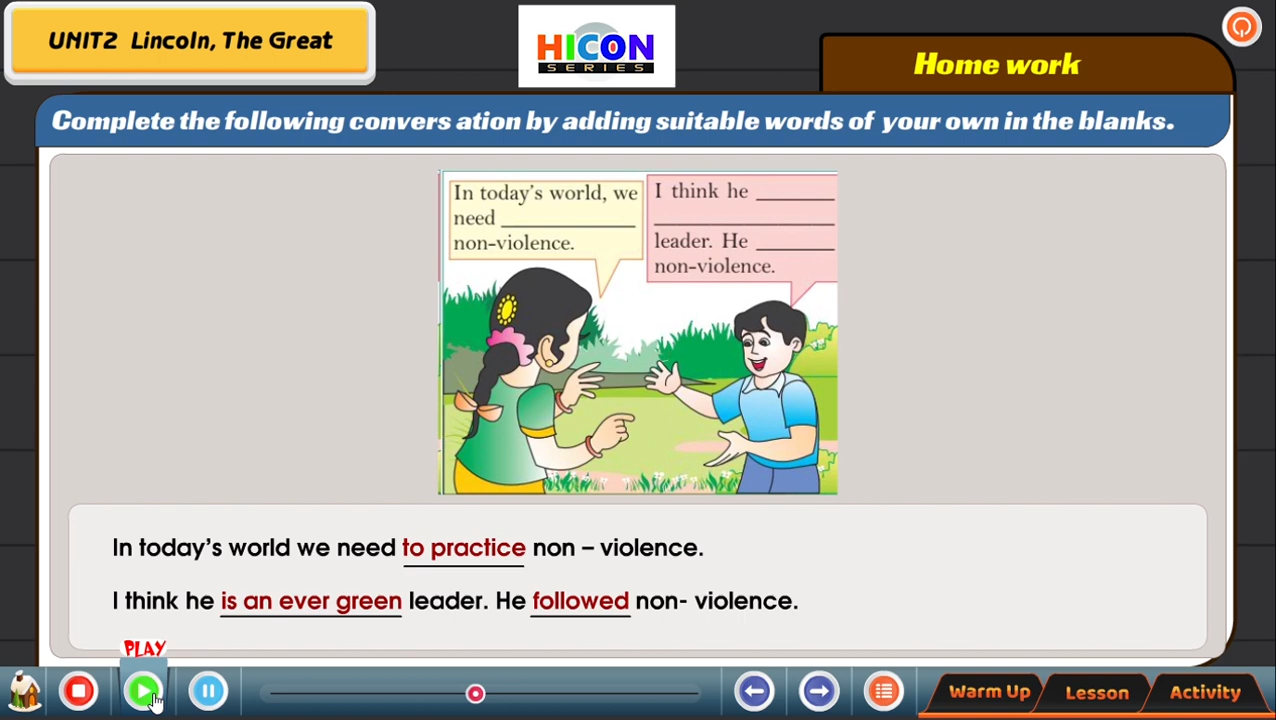 UNIT2 Lincoln, The Great
HICON
SERIES
Home work
Complete the following convers ation by adding suitable words of your own in the blanks.
In today's world, we
need ____________
non-violence.
I think he _______
________________
leader. He _______
non-violence.
In today's world we need to practice non – violence.
I think he is an ever green leader. He followed non- violence.
PLAY
Warm Up
Lesson
Activity